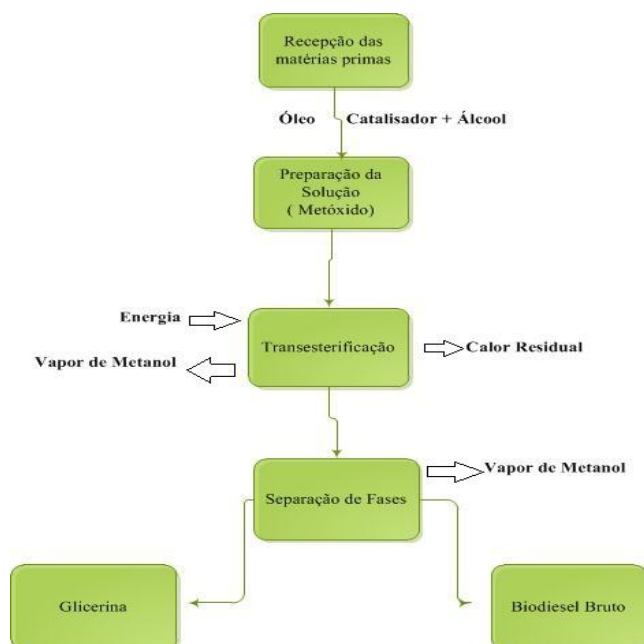 Recepção das
matérias primas
Óleo Catalisador + Álcool
Preparação da
Solução
( Metóxido)
Energia
Transesterificação
Calor Residual
Vapor de Metanol
Vapor de Metanol
Separação de Fases
Glicerina
Biodiesel Bruto